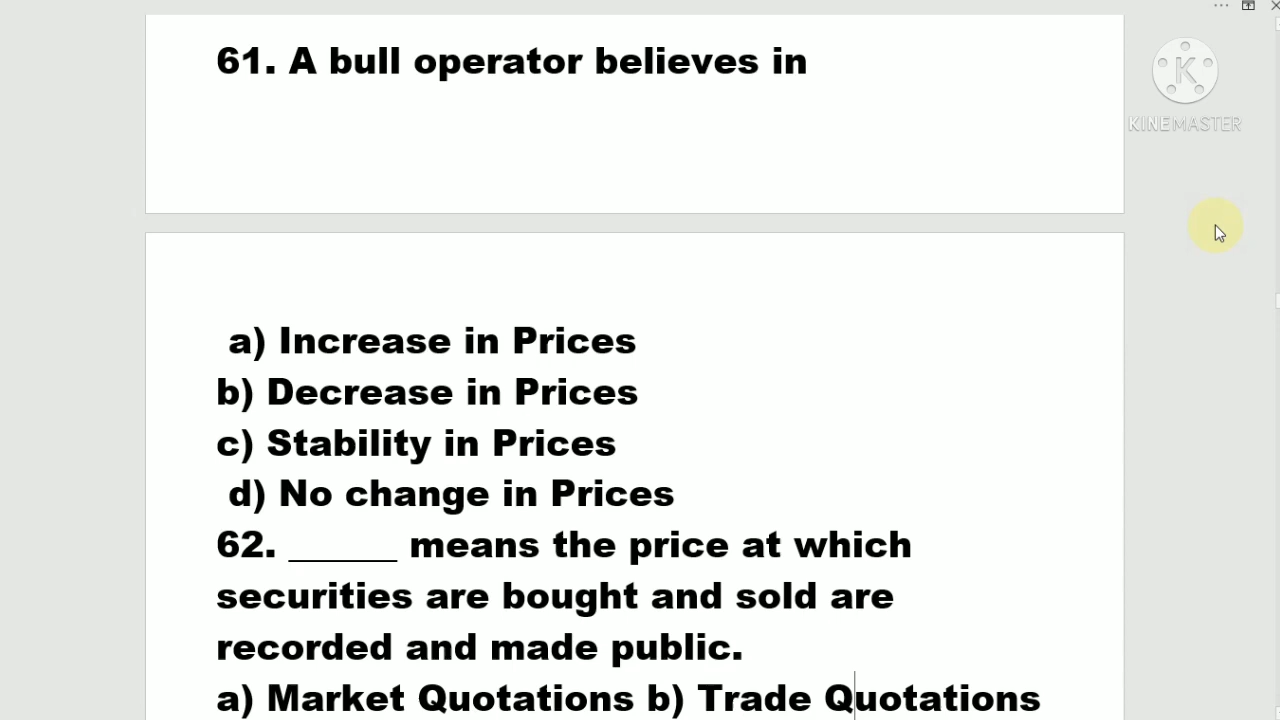 61. A bull operator believes in
KINEMASTER
a) Increase in Prices
b) Decrease in Prices
c) Stability in Prices
d) No change in Prices
62. ______ means the price at which
securities are bought and sold are
recorded and made public.
a) Market Quotations b) Trade Quotations